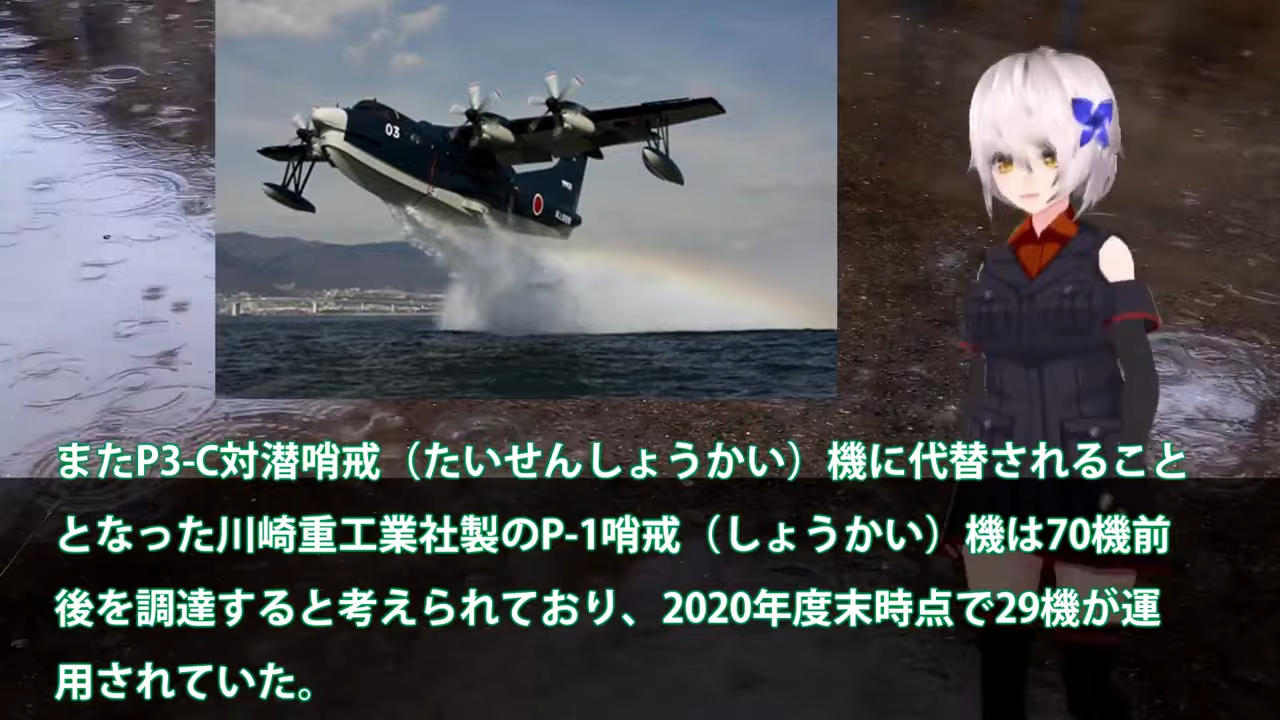 03
またP3-C対潜哨戒（たいせんしょうかい）機に代替されること
となった川崎重工業社製のP-1哨戒（しょうかい）機は70機前
後を調達すると考えられており、2020年度末時点で29機が運
用されていた。